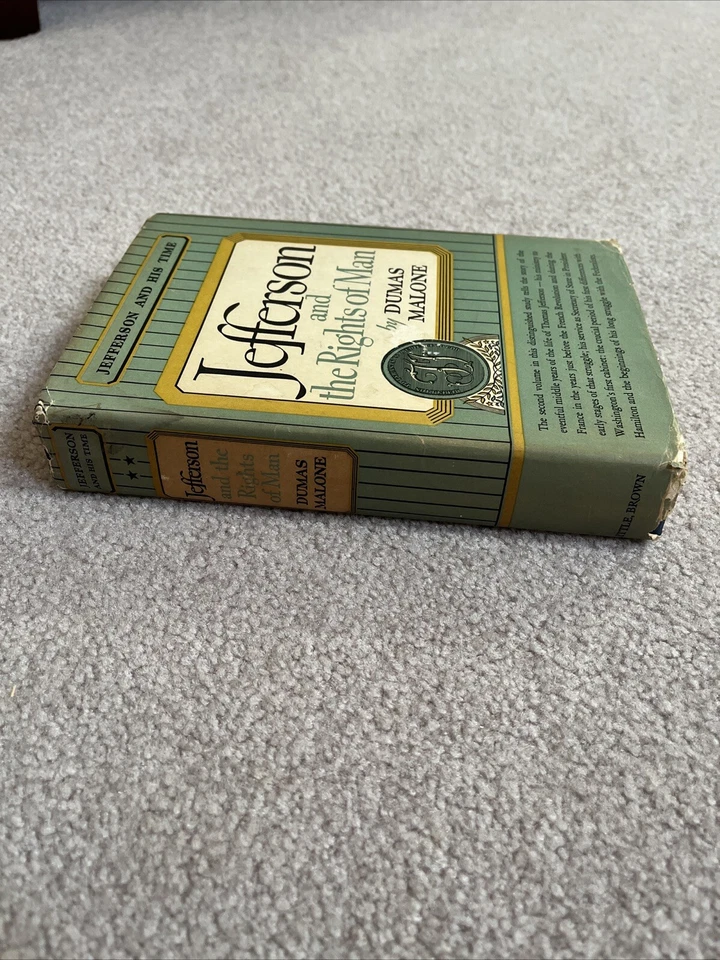 JEFFERSON AND HIS TIME
Jefferson
and
the Rights of Man
by DUMAS
MALONE
The second volume in this distinguished study tells the story of the
eventful middle years of the life of Thomas Jefferson — his ministry to
France in the years just before the French Revolution and during the
early stages of that struggle; his service as Secretary of State in President
Washington's first cabinet; the crucial period of his first differences with
Hamilton and the beginnings of his long struggle with the Federalists.
JEFFERSON
AND HIS TIME
Jefferson
and the
Rights
of Man
DUMAS
MALONE
TTLE, BROWN